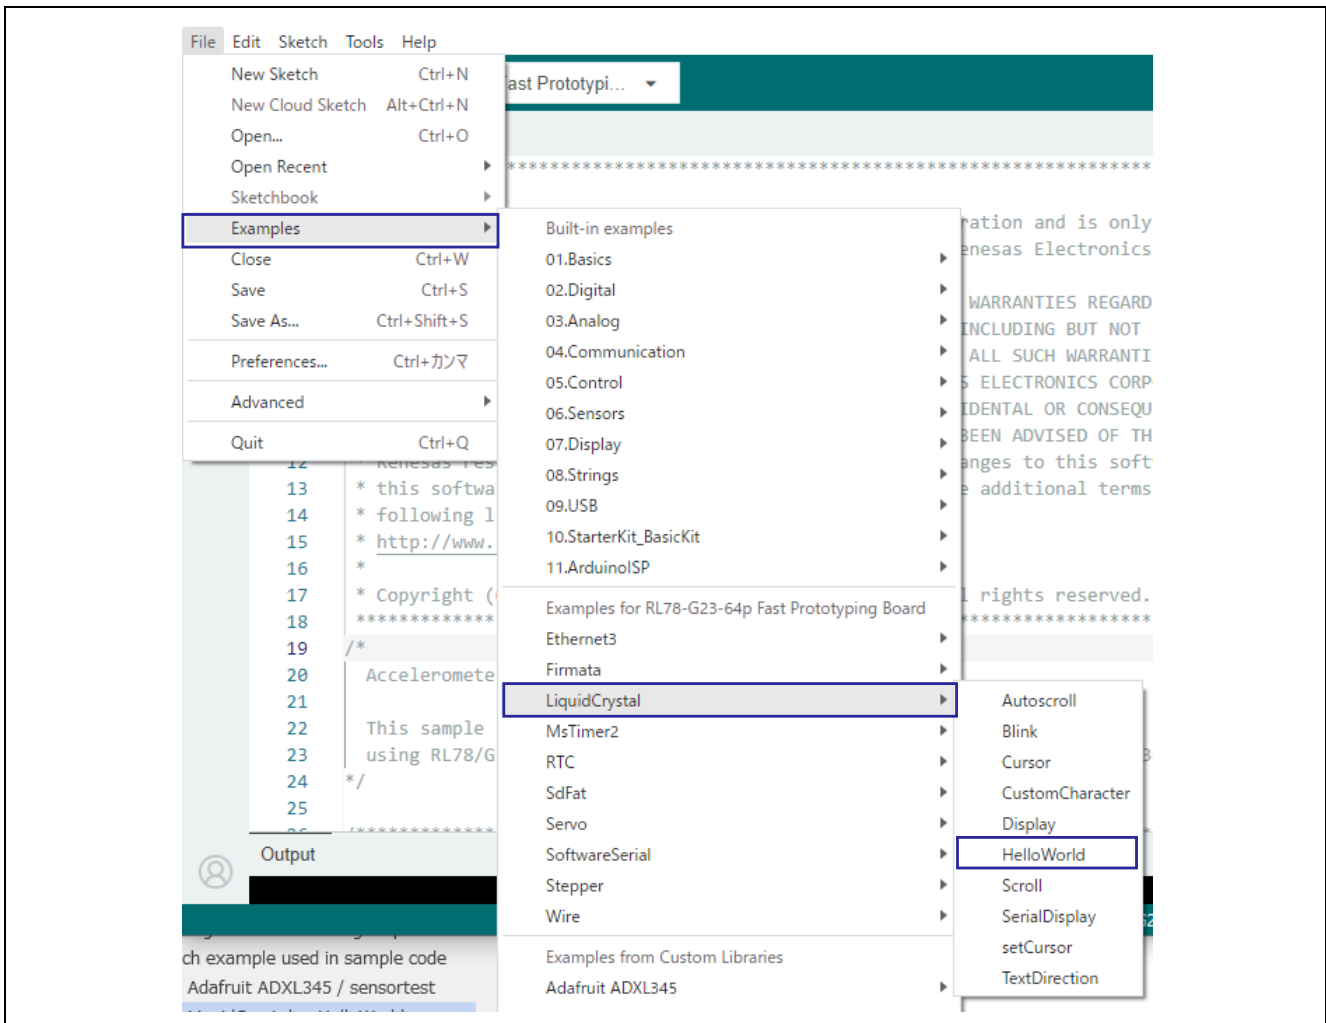 File Edit Sketch Tools Help
New Sketch Ctrl+N
New Cloud Sketch Alt+Ctrl+N
Open... Ctrl+O
Open Recent
Sketchbook
Examples
Close Ctrl+W
Save Ctrl+S
Save As... Ctrl+Shift+S
Preferences... Ctrl+カンマ
Advanced
Quit Ctrl+Q
ast Prototypi...
************************************************************
ration and is only
enesas Electronics
WARRANTIES REGARD
INCLUDING BUT NOT
ALL SUCH WARRANTI
S ELECTRONICS CORP
IDENTAL OR CONSEQU
BEEN ADVISED OF TH
anges to this soft
e additional terms
l rights reserved.
******************
Built-in examples
01.Basics
02.Digital
03.Analog
04.Communication
05.Control
06.Sensors
07.Display
08.Strings
09.USB
10.StarterKit_BasicKit
11.ArduinoISP
Examples for RL78-G23-64p Fast Prototyping Board
Ethernet3
Firmata
LiquidCrystal
MsTimer2
RTC
SdFat
Servo
SoftwareSerial
Stepper
Wire
Examples from Custom Libraries
Adafruit ADXL345
Autoscroll
Blink
Cursor
CustomCharacter
Display
HelloWorld
Scroll
SerialDisplay
setCursor
TextDirection
12 * Renesas res
13 * this softwa
14 * following l
15 * http://www.
16 *
17 * Copyright (
18 *************
19 /*
20 Acceleromete
21
22 This sample
23 using RL78/G
24 */
25
Output
ch example used in sample code
Adafruit ADXL345 / sensortest